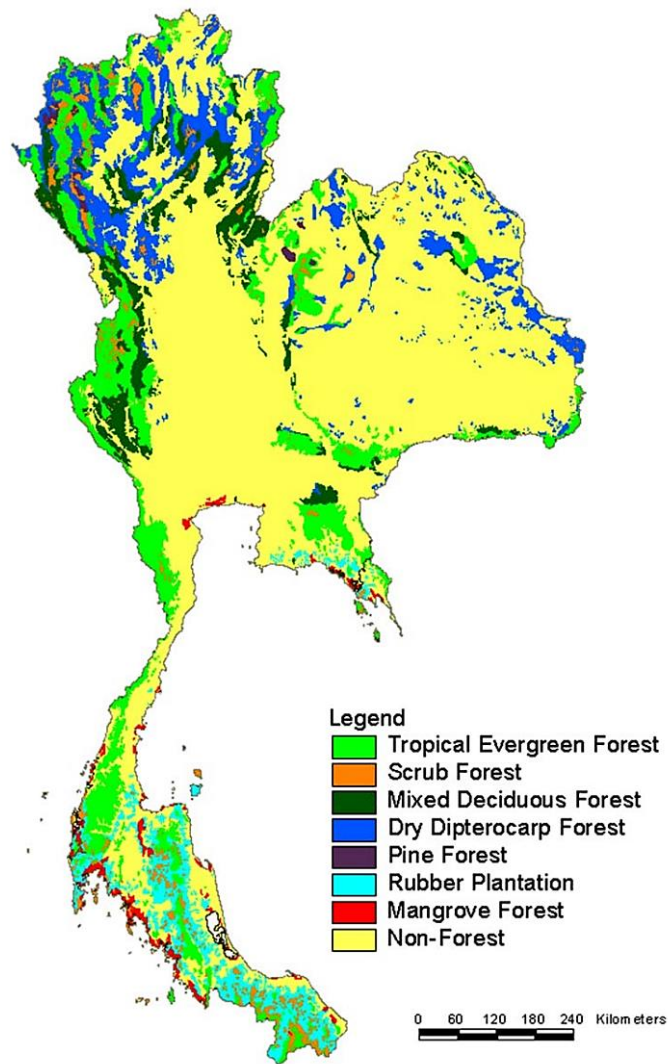 Legend
Tropical Evergreen Forest
Scrub Forest
Mixed Deciduous Forest
Dry Dipterocarp Forest
Pine Forest
Rubber Plantation
Mangrove Forest
Non-Forest
0 60 120 180 240 Kilometers